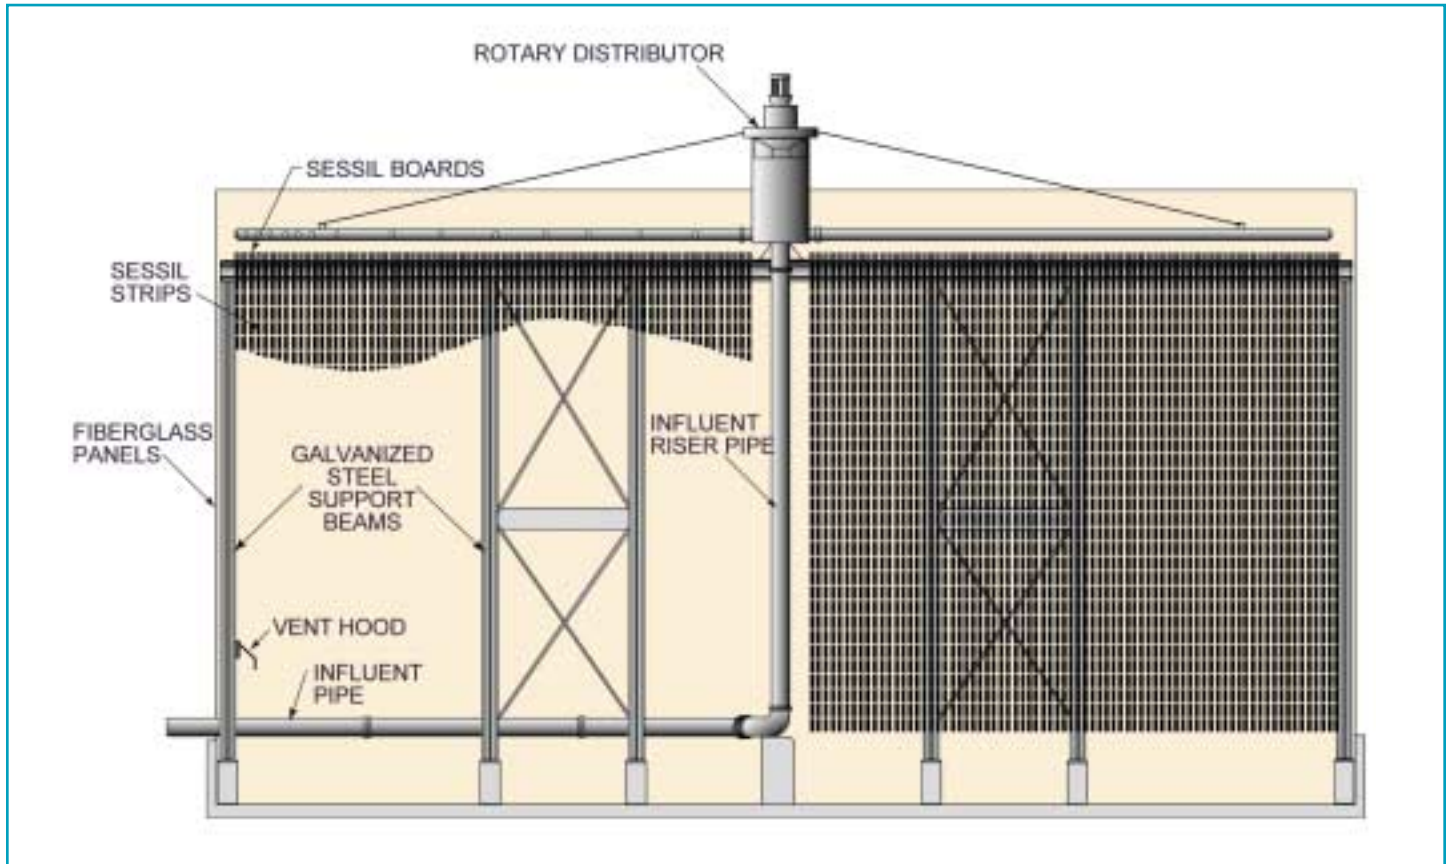 ROTARY DISTRIBUTOR
SESSIL BOARDS
SESSIL
STRIPS
FIBERGLASS
PANELS
GALVANIZED
STEEL
SUPPORT
BEAMS
INFLUENT
RISER PIPE
VENT HOOD
INFLUENT
PIPE